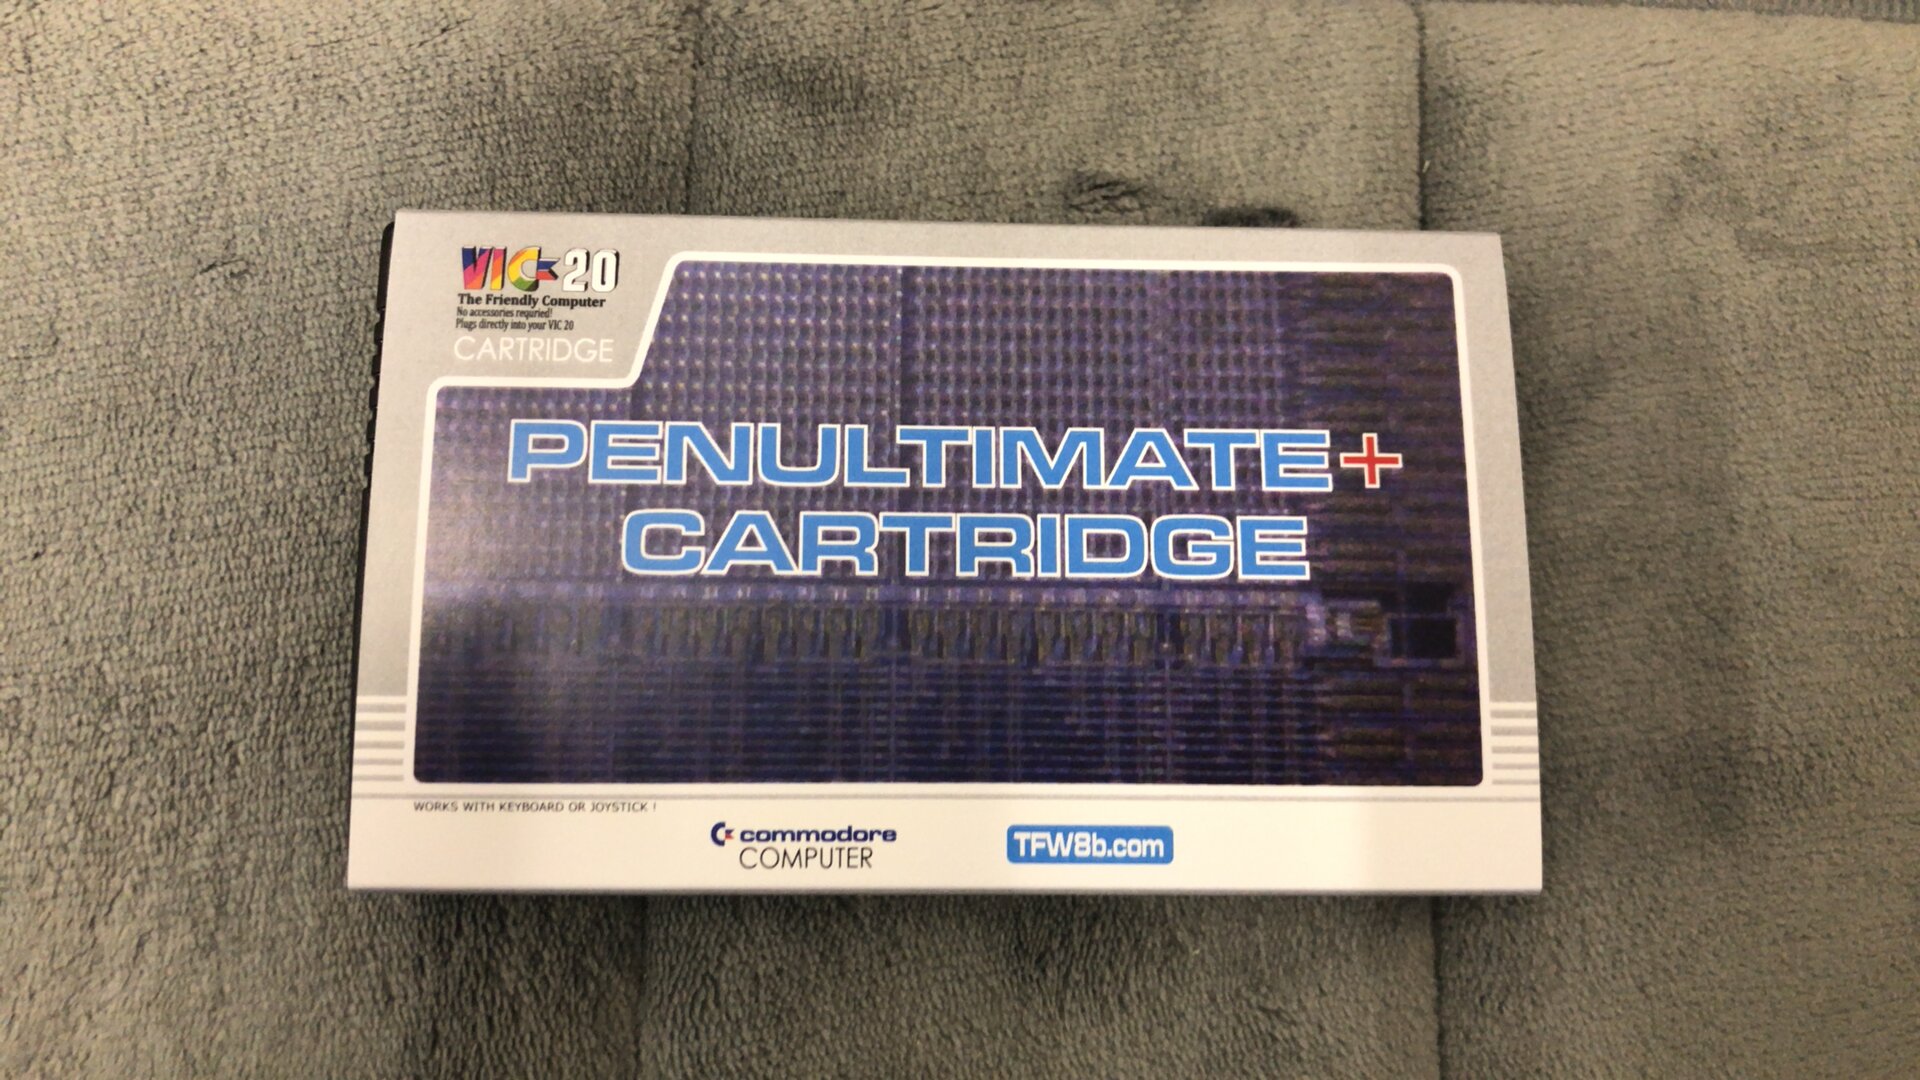 VIC-20
The Friendly Computer
No accessories requried!
Plugs directly into your VIC 20
CARTRIDGE
PENULTIMATE+
CARTRIDGE
WORKS WITH KEYBOARD OR JOYSTICK !
commodore
COMPUTER
TFW8b.com